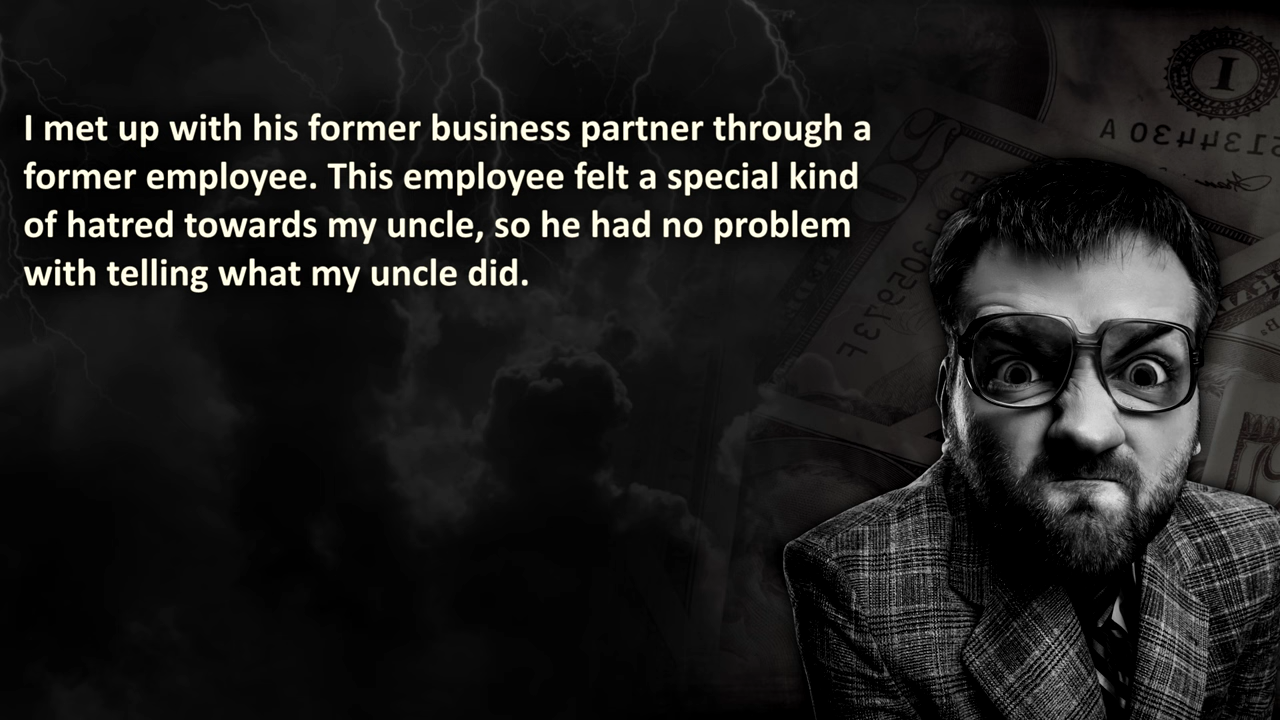 I met up with his former business partner through a
former employee. This employee felt a special kind
of hatred towards my uncle, so he had no problem
with telling what my uncle did.